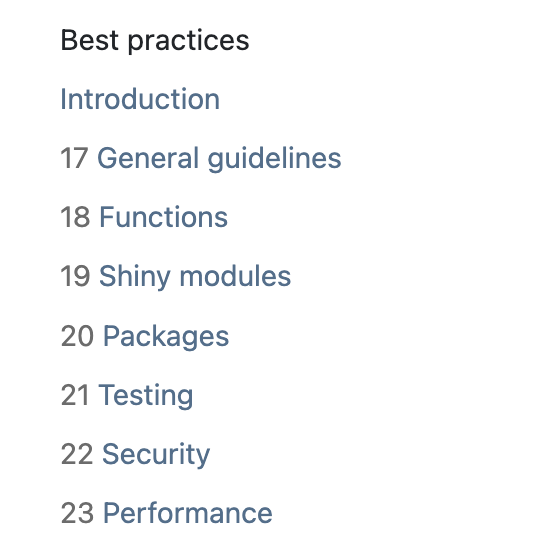 Best practices
Introduction
17 General guidelines
18 Functions
19 Shiny modules
20 Packages
21 Testing
22 Security
23 Performance